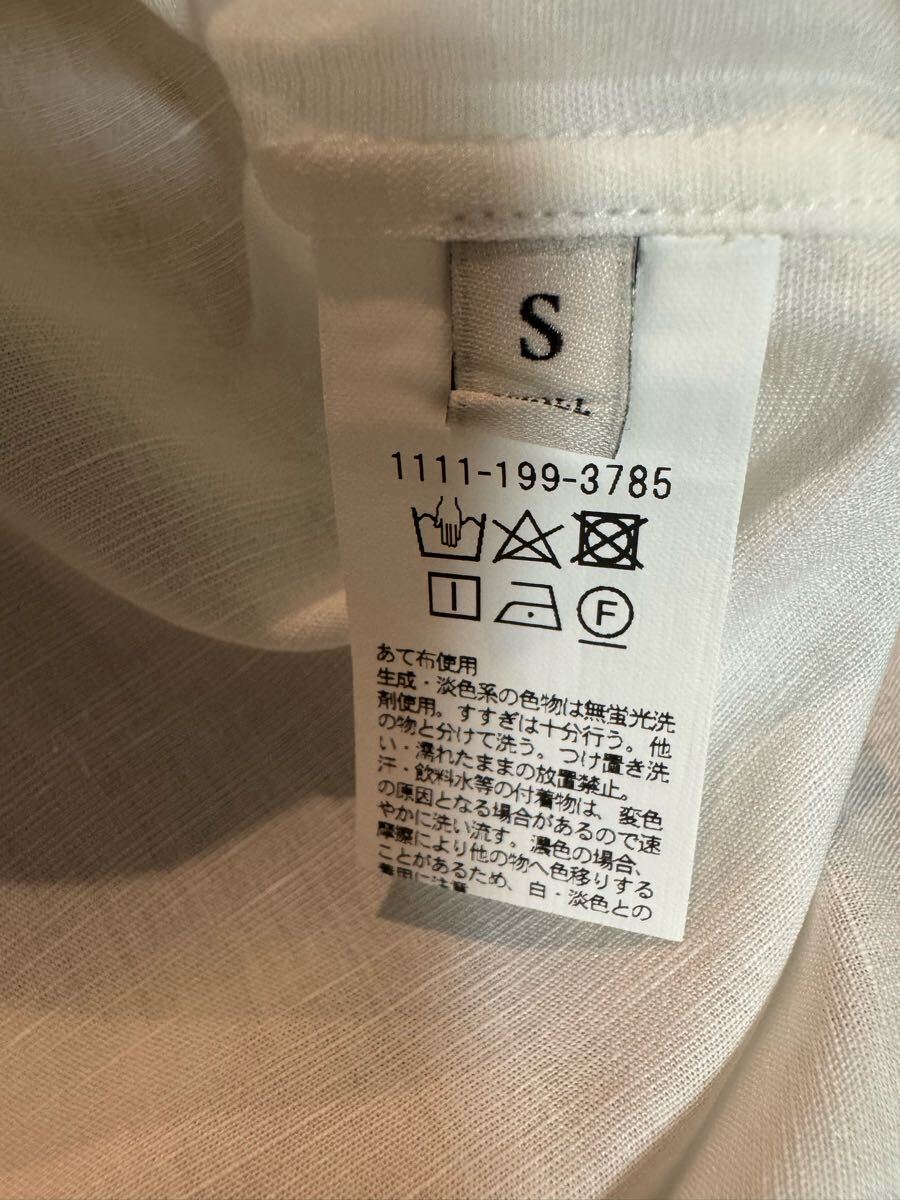 S
1111-199-3785
F
あて布使用
生成・淡色系の色物は無蛍光洗
剤使用。すすぎは十分行う。他
の物と分けて洗う。つけ置き洗
い・濡れたままの放置禁止。
汗・飲料水等の付着物は、変色
の原因となる場合があるので速
やかに洗い流す。濃色の場合、
摩擦により他の物へ色移りする
ことがあるため、白・淡色との
着用に注意